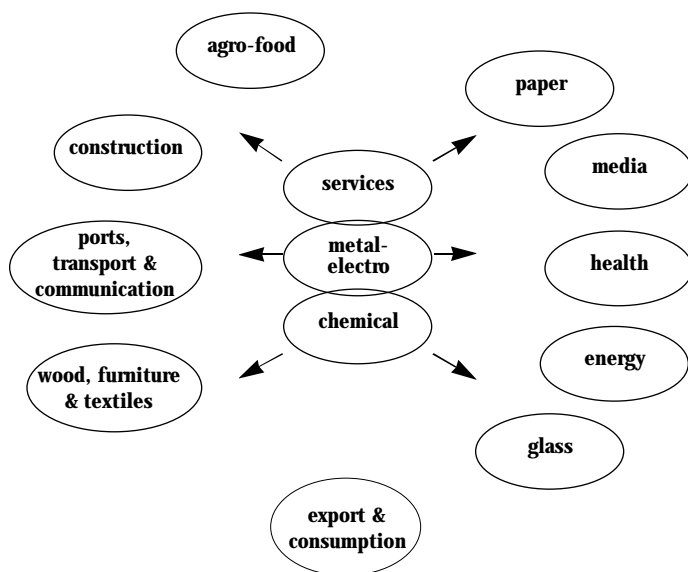 agro-food
paper
construction
media
services
ports,
transport &
communication
metal-
electro
health
chemical
energy
wood, furniture
& textiles
glass
export &
consumption